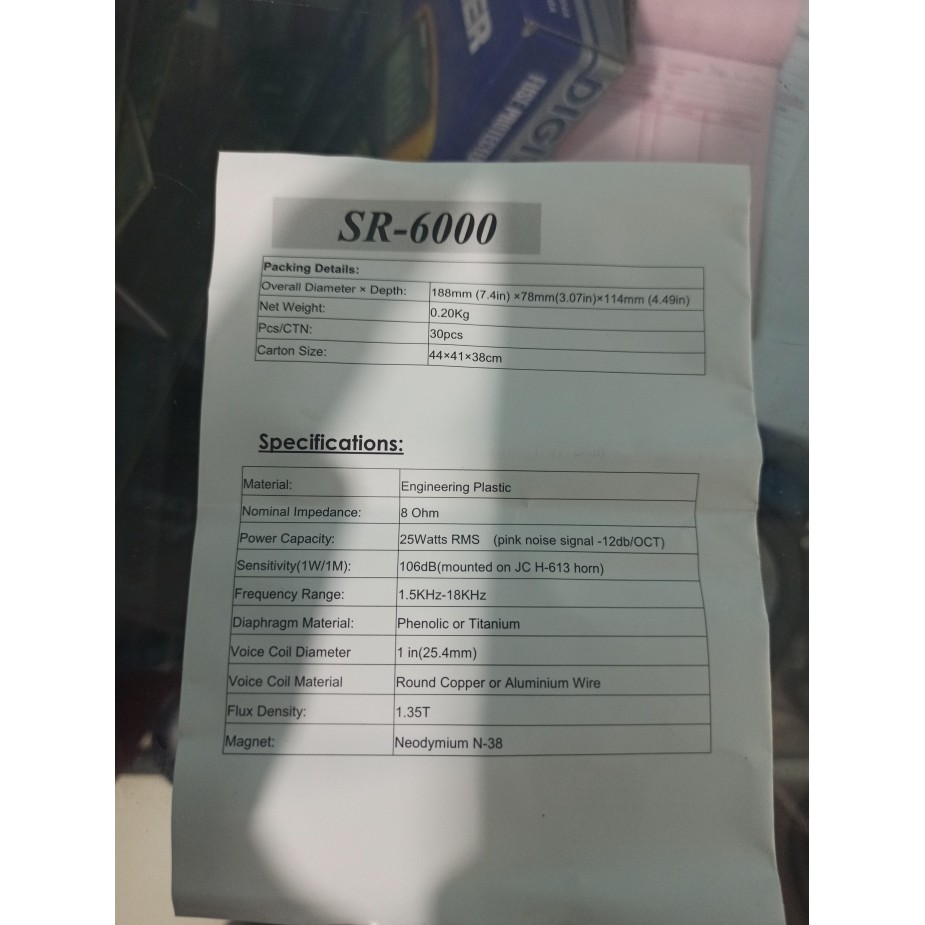 ER
FUSE PROTECTE
DIGI
SR-6000
Packing Details:
Overall Diameter × Depth: 188mm (7.4in) ×78mm(3.07in)×114mm (4.49in)
Net Weight: 0.20Kg
Pcs/CTN: 30pcs
Carton Size: 44×41×38cm
Specifications:
Material: Engineering Plastic
Nominal Impedance: 8 Ohm
Power Capacity: 25Watts RMS (pink noise signal -12db/OCT)
Sensitivity(1W/1M): 106dB(mounted on JC H-613 horn)
Frequency Range: 1.5KHz-18KHz
Diaphragm Material: Phenolic or Titanium
Voice Coil Diameter 1 in(25.4mm)
Voice Coil Material Round Copper or Aluminium Wire
Flux Density: 1.35T
Magnet: Neodymium N-38